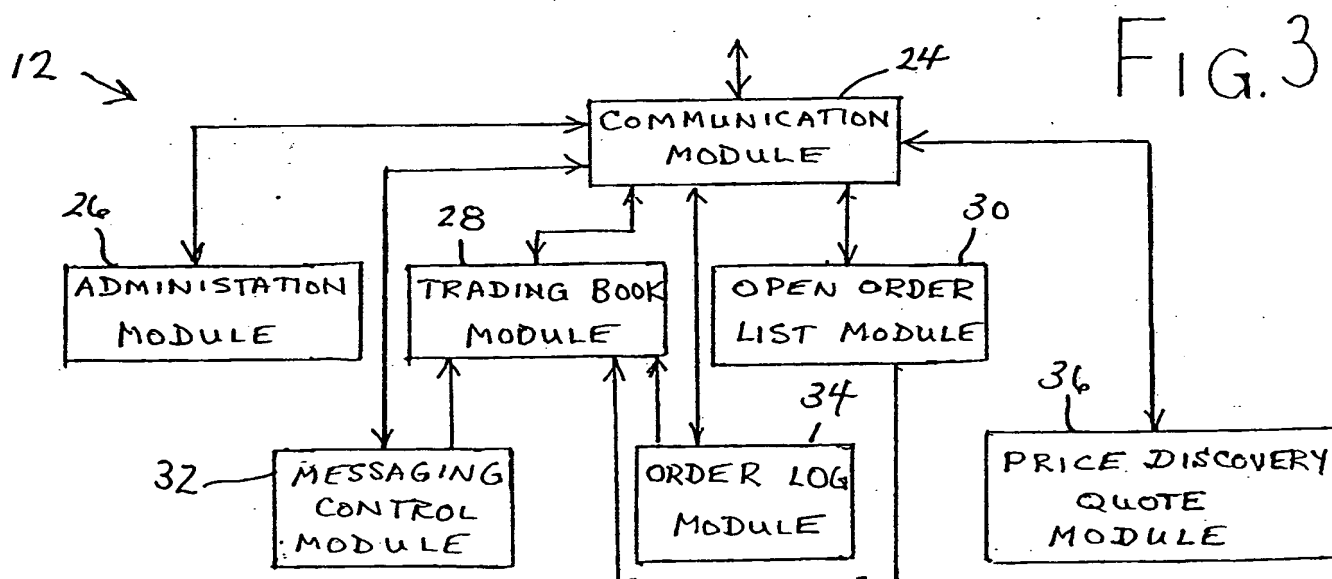 FIG. 3
12
24
COMMUNICATION
MODULE
26
ADMINISTATION
MODULE
28
TRADING BOOK
MODULE
30
OPEN ORDER
LIST MODULE
32
MESSAGING
CONTROL
MODULE
34
ORDER LOG
MODULE
36
PRICE DISCOVERY
QUOTE
MODULE